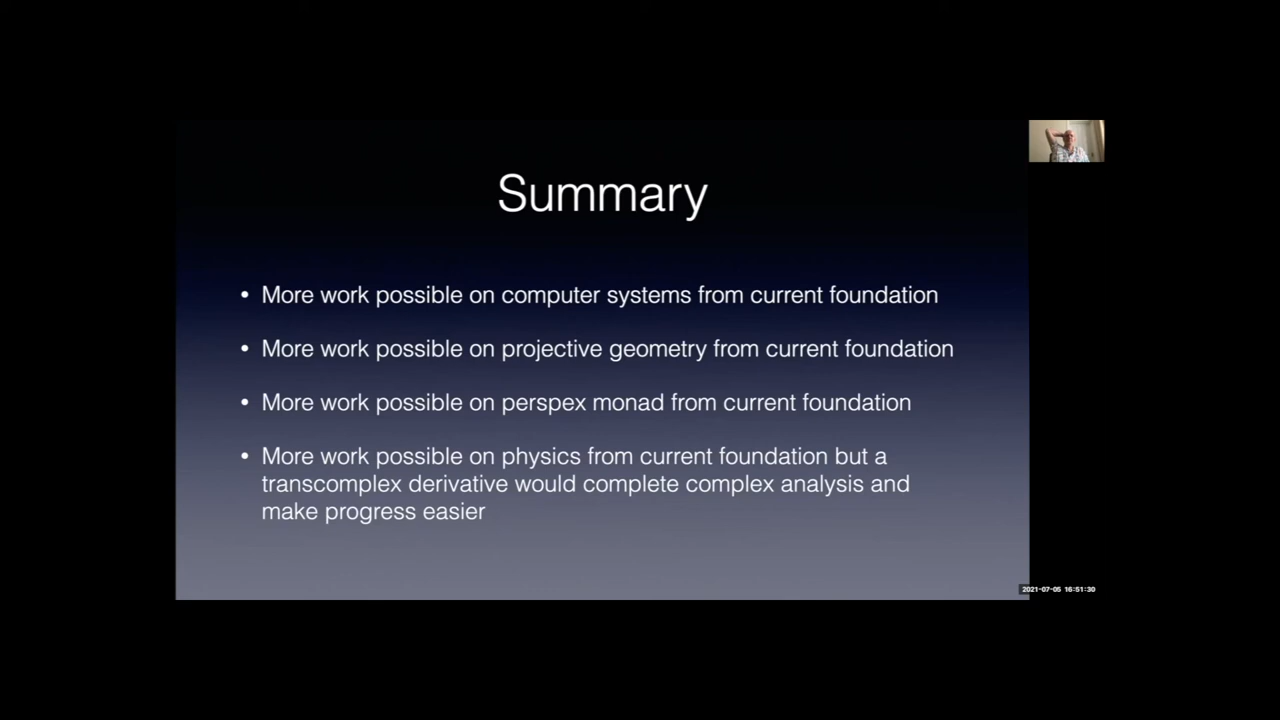 Summary
• More work possible on computer systems from current foundation
• More work possible on projective geometry from current foundation
• More work possible on perspex monad from current foundation
• More work possible on physics from current foundation but a
transcomplex derivative would complete complex analysis and
make progress easier
2021-07-05 16:51:30